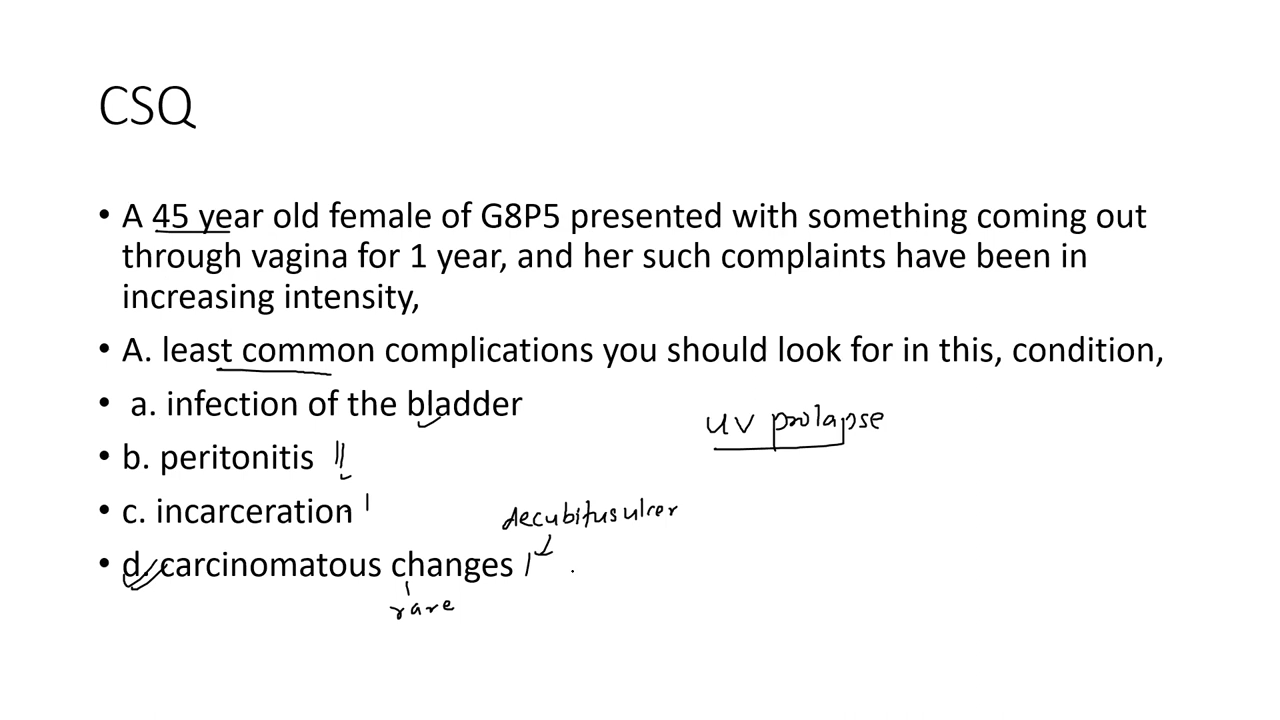 CSQ
• A 45 year old female of G8P5 presented with something coming out
through vagina for 1 year, and her such complaints have been in
increasing intensity,
• A. least common complications you should look for in this, condition,
• a. infection of the bladder
uv prolapse
• b. peritonitis
• c. incarceration
decubitus ulcer
• d. carcinomatous changes
rare